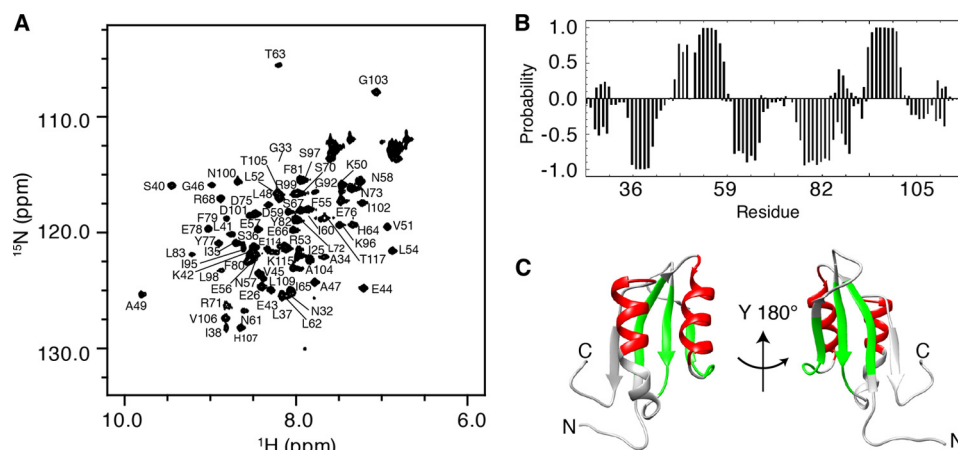 A
T63
G103
110.0
G33
S97
T105
F81
S70
K50
L52
N100
R99
G92
N58
S40
G46
L48
N73
R68
D75
S67
F55
I102
D101
D59
E76
F79
Y82
I60
H64
V51
E78
L41
E57
E66
L72
120.0
Y77
S36
E114
R53
K96
L54
I35
I25
A34
T117
L83
K115
A104
I95
F80
V45
K42
L98
N57
L109
I65
A47
E56
E26
A49
E43
N32
E44
R71
L37
V106
N61
L62
I38
H107
130.0
15N (ppm)
10.0
8.0
6.0
1H (ppm)
B
1.0
0.5
0.0
-0.5
-1.0
Probability
36
59
82
105
Residue
C
Y 180°
C
C
N
N